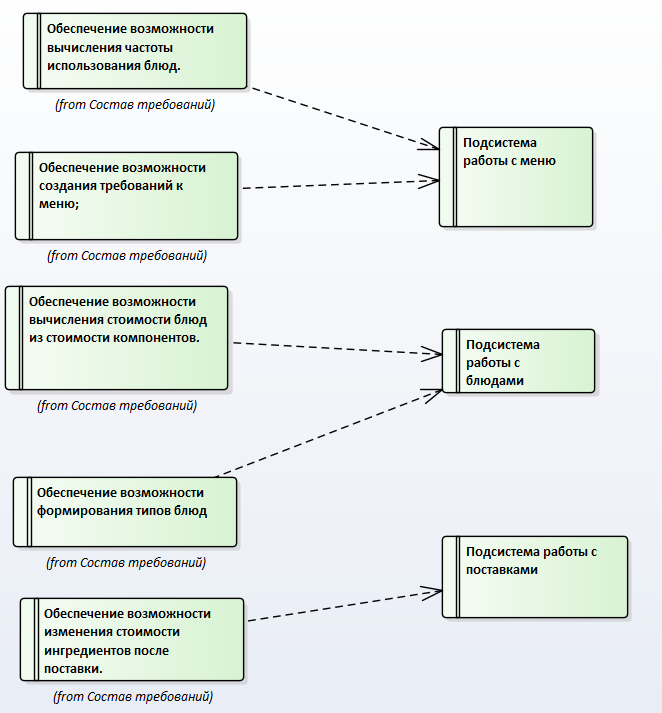 Обеспечение возможности
вычисления частоты
использования блюд.
(from Состав требований)
Подсистема
работы с меню
Обеспечение возможности
создания требований к
меню;
(from Состав требований)
Обеспечение возможности
вычисления стоимости блюд
из стоимости компонентов.
(from Состав требований)
Подсистема
работы с
блюдами
Обеспечение возможности
формирования типов блюд
(from Состав требований)
Подсистема работы с
поставками
Обеспечение возможности
изменения стоимости
ингредиентов после
поставки.
(from Состав требований)